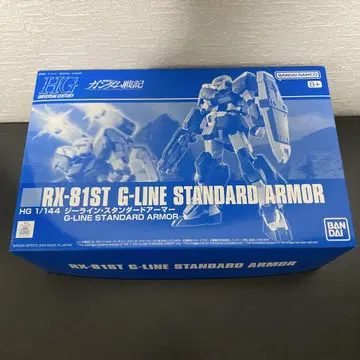 HG
UNIVERSAL CENTURY
ガンダム戦記
BANDAI NAMCO
8+
RX-81ST G-LINE STANDARD ARMOR
HG 1/144 ジーライン・スタンダードアーマー
G-LINE STANDARD ARMOR
BAN
DAI
RX-81ST G-LINE STANDARD ARMOR